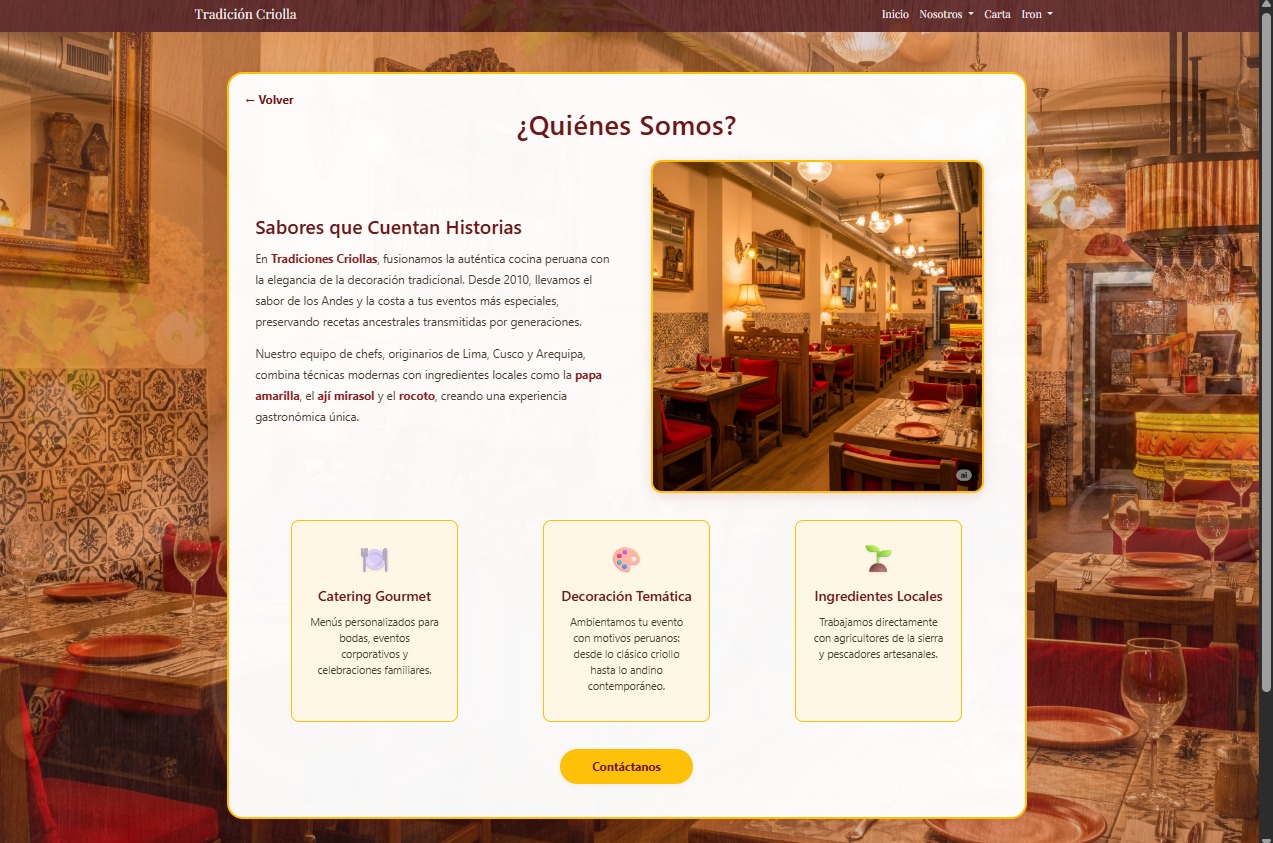 Tradición Criolla
Inicio Nosotros Carta Iron
← Volver
¿Quiénes Somos?
Sabores que Cuentan Historias
En Tradiciones Criollas, fusionamos la auténtica cocina peruana con
la elegancia de la decoración tradicional. Desde 2010, llevamos el
sabor de los Andes y la costa a tus eventos más especiales,
preservando recetas ancestrales transmitidas por generaciones.
Nuestro equipo de chefs, originarios de Lima, Cusco y Arequipa,
combina técnicas modernas con ingredientes locales como la papa
amarilla, el ají mirasol y el rocoto, creando una experiencia
gastronómica única.
ai
Catering Gourmet
Menús personalizados para
bodas, eventos
corporativos y
celebraciones familiares.
Decoración Temática
Ambientamos tu evento
con motivos peruanos:
desde lo clásico criollo
hasta lo andino
contemporáneo.
Ingredientes Locales
Trabajamos directamente
con agricultores de la sierra
y pescadores artesanales.
Contáctanos